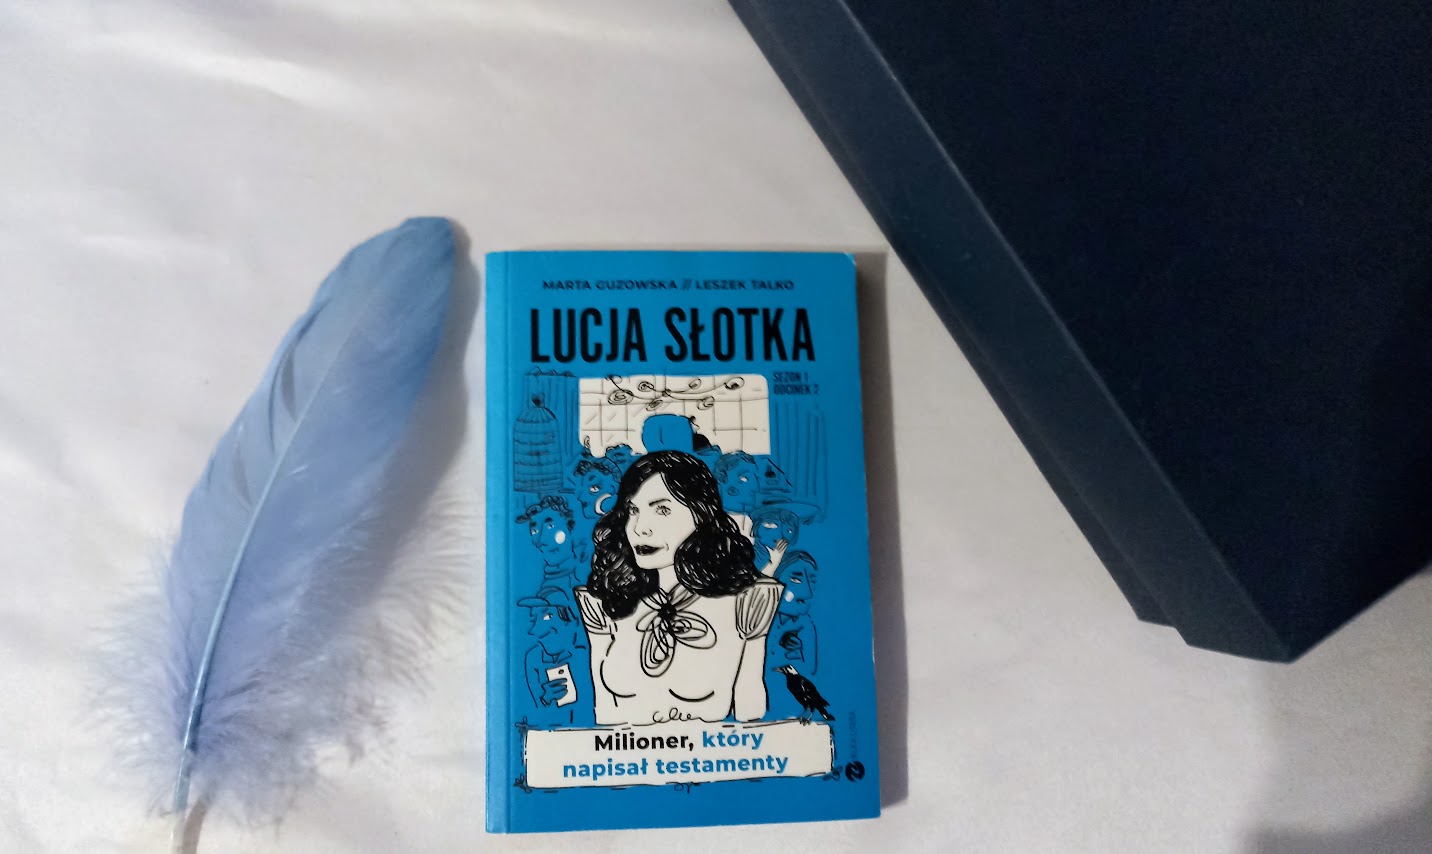 MARTA GUZOWSKA // LESZEK TALKO
LUCJA SŁOTKA
SEZON 1
ODCINEK 2
Milioner, który
napisał testamenty